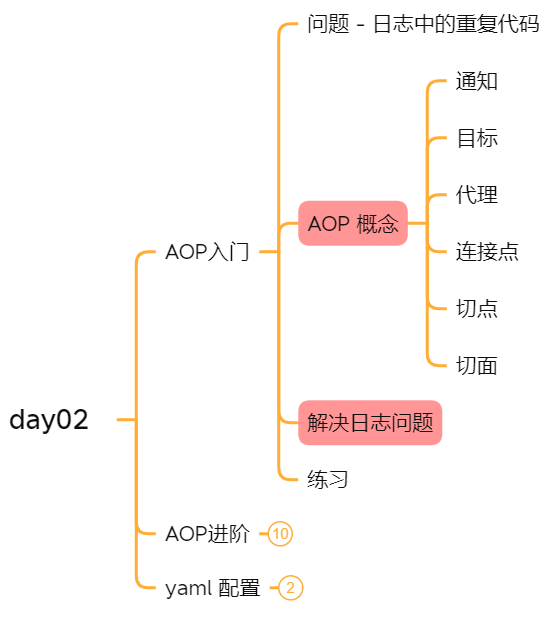 day02
AOP入门
问题 - 日志中的重复代码
AOP 概念
通知
目标
代理
连接点
切点
切面
解决日志问题
练习
AOP进阶
10
yaml 配置
2